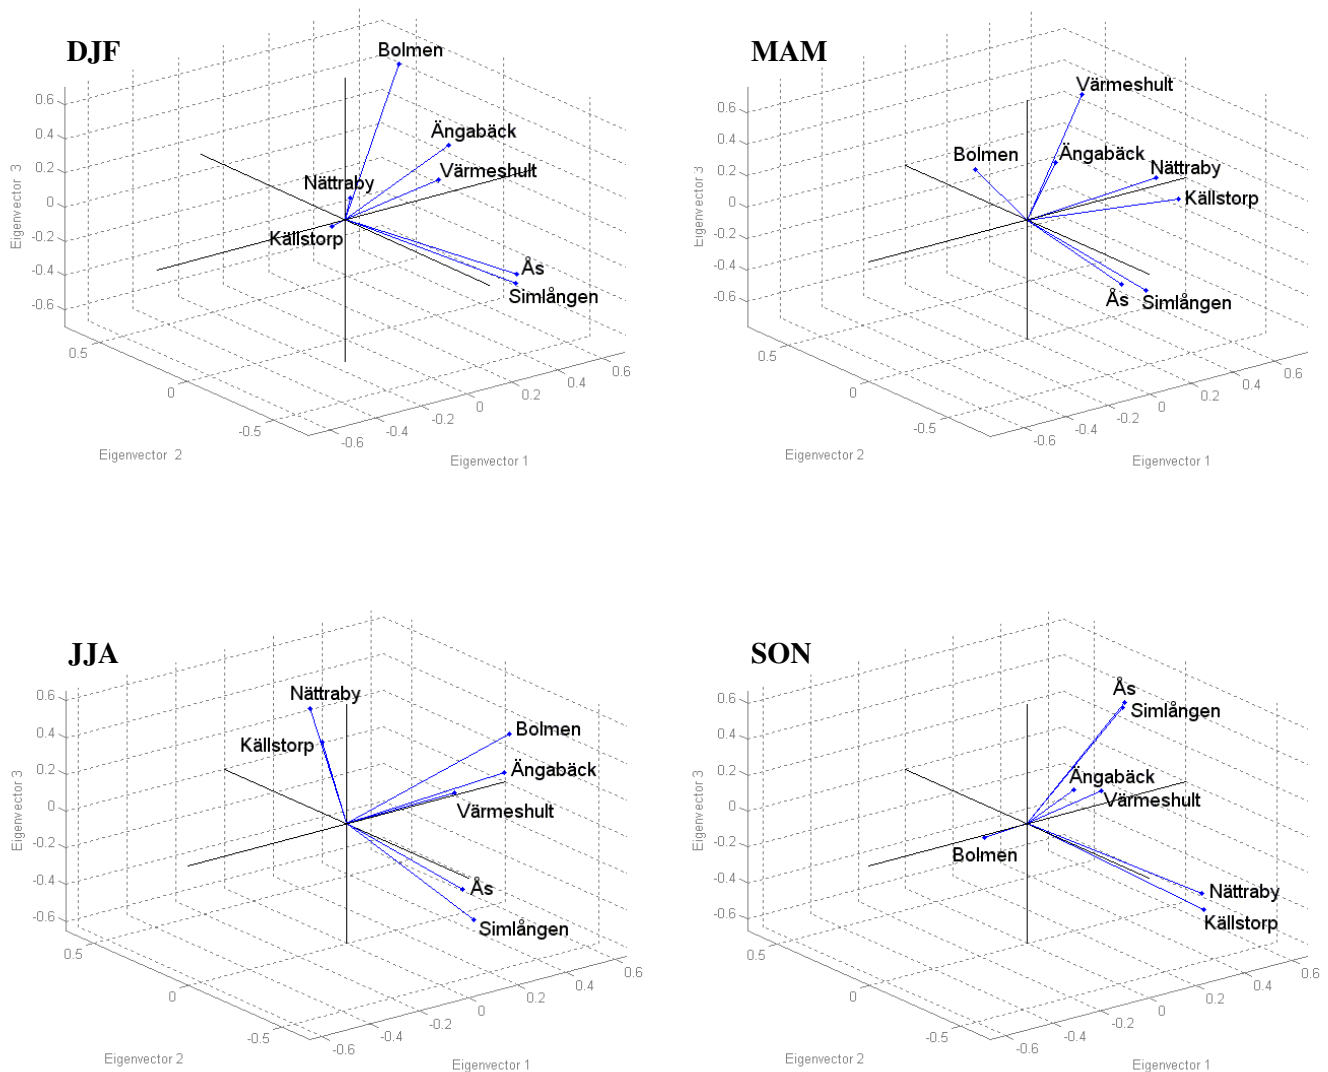 DJF
Bolmen
Ängabäck
Värmeshult
Nättraby
Källstorp
Ås
Simlången
0.6
0.4
0.2
0
-0.2
-0.4
-0.6
Eigenvector 3
0.5
0
-0.5
Eigenvector 2
-0.6
-0.4
-0.2
0
0.2
0.4
0.6
Eigenvector 1
MAM
Värmeshult
Bolmen
Ängabäck
Nättraby
Källstorp
Ås
Simlången
0.6
0.4
0.2
0
-0.2
-0.4
-0.6
Eigenvector 3
0.5
0
-0.5
Eigenvector 2
-0.6
-0.4
-0.2
0
0.2
0.4
0.6
Eigenvector 1
JJA
Nättraby
Källstorp
Bolmen
Ängabäck
Värmeshult
Ås
Simlången
0.6
0.4
0.2
0
-0.2
-0.4
-0.6
Eigenvector 3
0.5
0
-0.5
Eigenvector 2
-0.6
-0.4
-0.2
0
0.2
0.4
0.6
Eigenvector 1
SON
Ås
Simlången
Ängabäck
Värmeshult
Bolmen
Nättraby
Källstorp
0.6
0.4
0.2
0
-0.2
-0.4
-0.6
Eigenvector 3
0.5
0
-0.5
Eigenvector 2
-0.6
-0.4
-0.2
0
0.2
0.4
0.6
Eigenvector 1